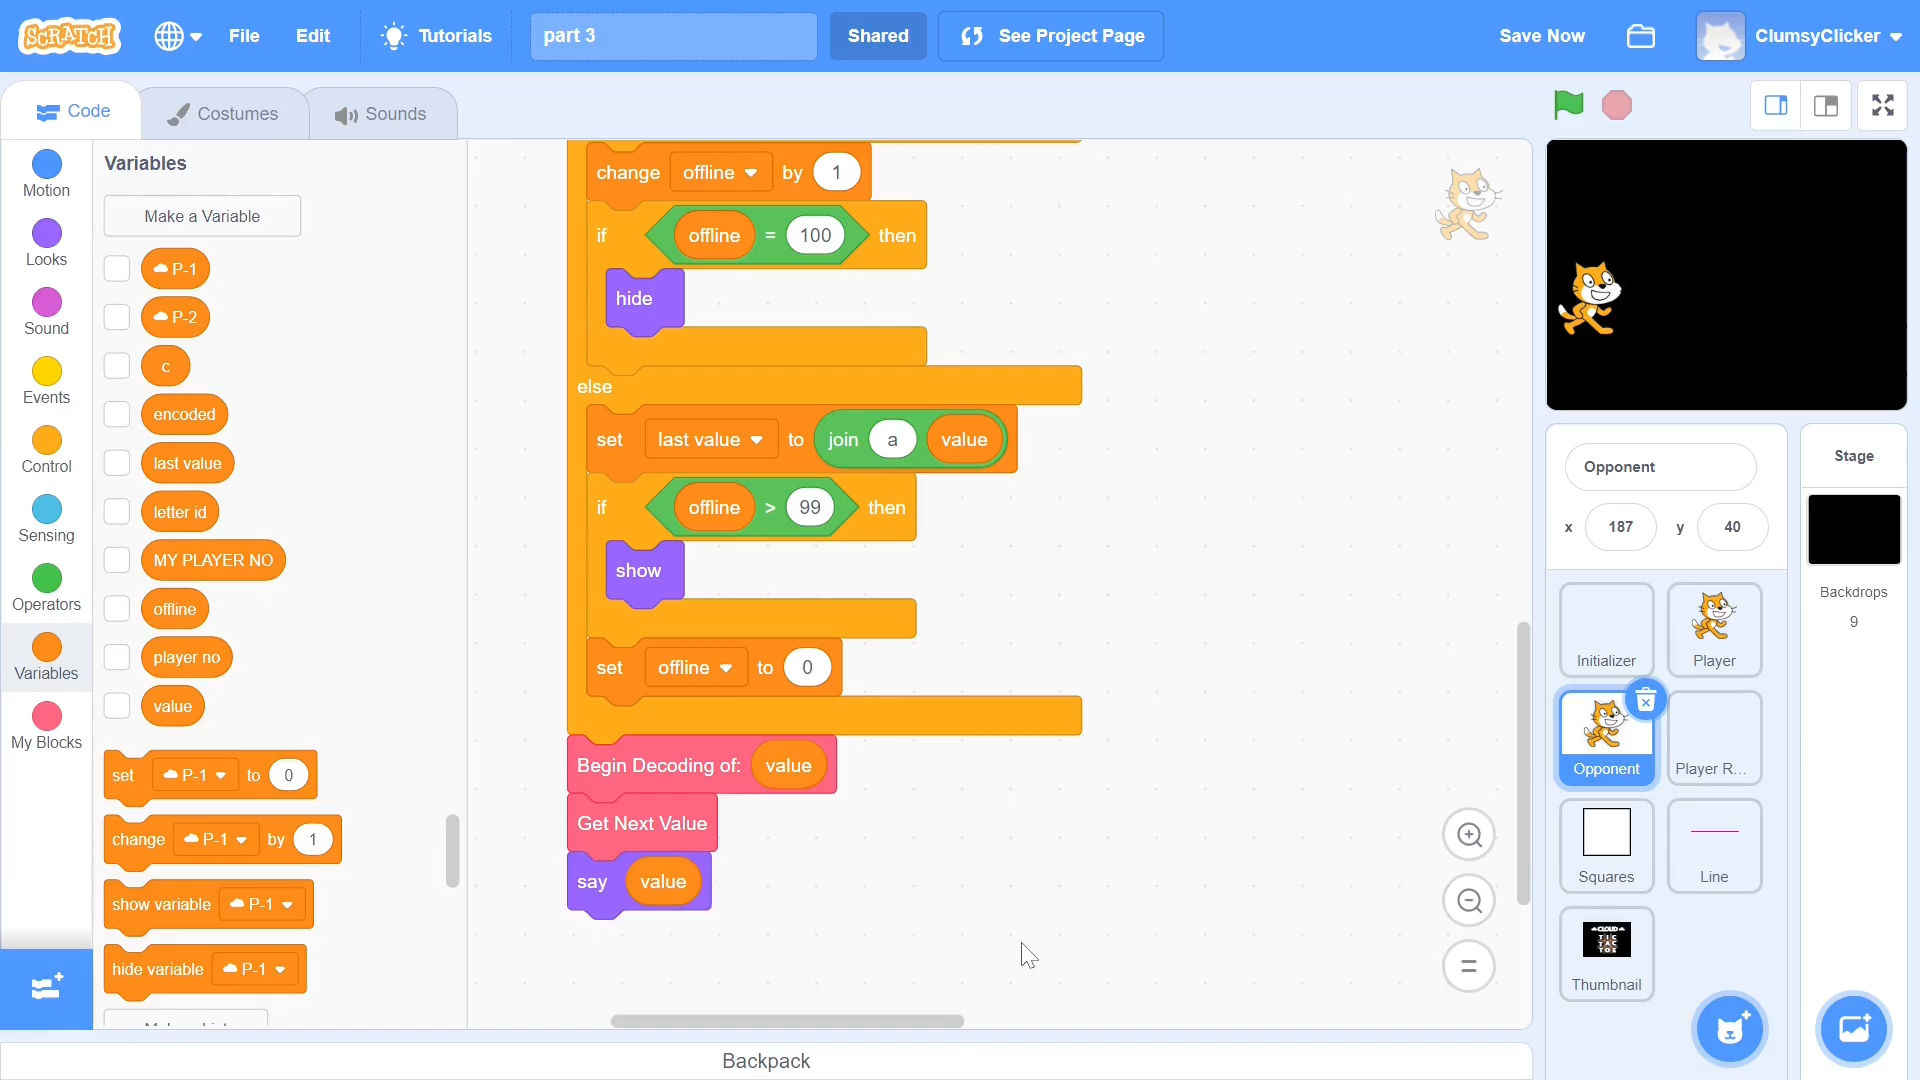 SCRATCH File Edit Tutorials part 3 Shared See Project Page Save Now ClumsyClicker
Code Costumes Sounds
Motion
Looks
Sound
Events
Control
Sensing
Operators
Variables
My Blocks
Variables
Make a Variable
P-1
P-2
c
encoded
last value
letter id
MY PLAYER NO
offline
player no
value
set P-1 to 0
change P-1 by 1
show variable P-1
hide variable P-1
change offline by 1
if offline = 100 then
hide
else
set last value to join a value
if offline > 99 then
show
set offline to 0
Begin Decoding of: value
Get Next Value
say value
Backpack
Opponent
x 187 y 40
Initializer
Player
Opponent
Player R...
Squares
Line
CLOUD
TIC
TAC
TOE
Thumbnail
Stage
Backdrops
9